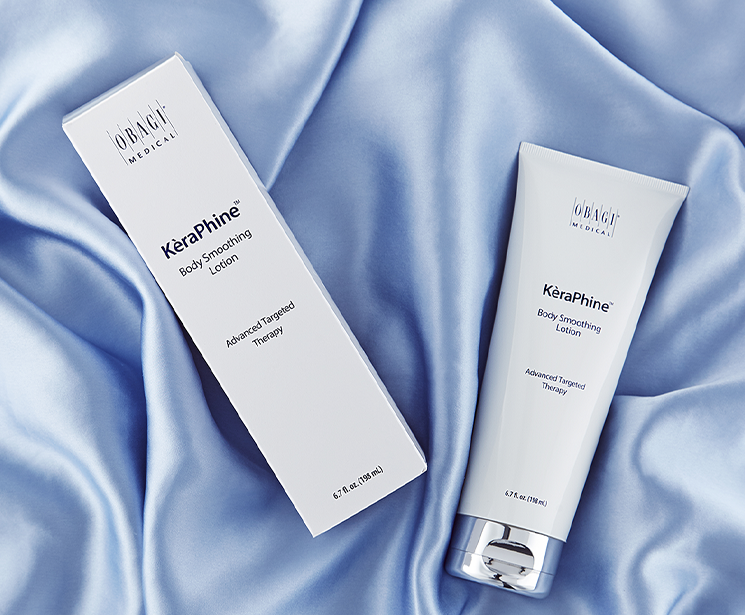 OBAGI
MEDICAL
KèraPhine™
Body Smoothing
Lotion
Advanced Targeted
Therapy
6.7 fl. oz. (198 mL)
OBAGI
MEDICAL
KèraPhine™
Body Smoothing
Lotion
Advanced Targeted
Therapy
6.7 fl. oz. (198 mL)